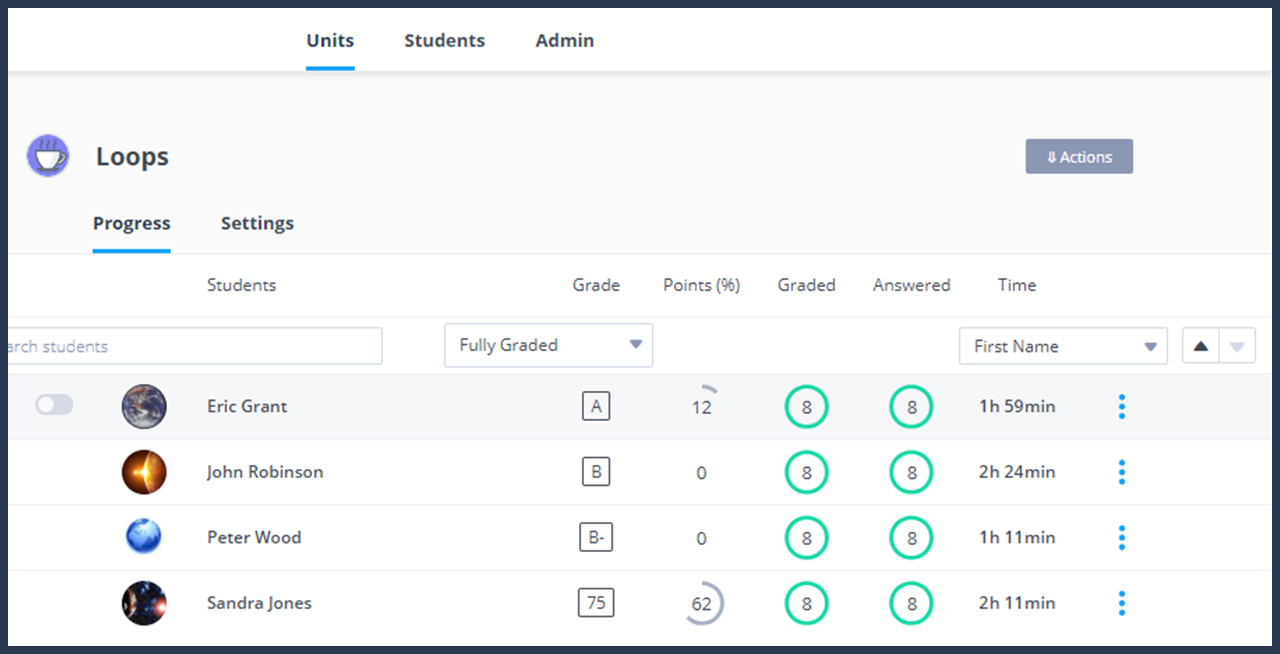 Units Students Admin
Loops
⇓ Actions
Progress Settings
Students Grade Points (%) Graded Answered Time
arch students Fully Graded First Name
Eric Grant A 12 8 8 1h 59min
John Robinson B 0 8 8 2h 24min
Peter Wood B- 0 8 8 1h 11min
Sandra Jones 75 62 8 8 2h 11min